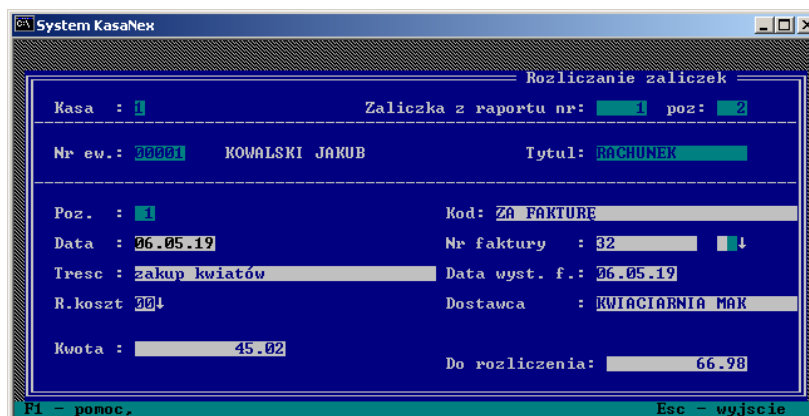 System KasaNex
Rozliczanie zaliczek
Kasa : 1 Zaliczka z raportu nr: 1 poz: 2
Nr ew.: 00001 KOWALSKI JAKUB Tytul: RACHUNEK
Poz. : 1 Kod: ZA FAKTURĘ
Data : 06.05.19 Nr faktury : 32
Tresc : zakup kwiatów Data wyst. f.: 06.05.19
R.koszt 00↓ Dostawca : KWIACIARNIA MAK
Kwota : 45.02
Do rozliczenia: 66.98
F1 - pomoc, Esc - wyjscie